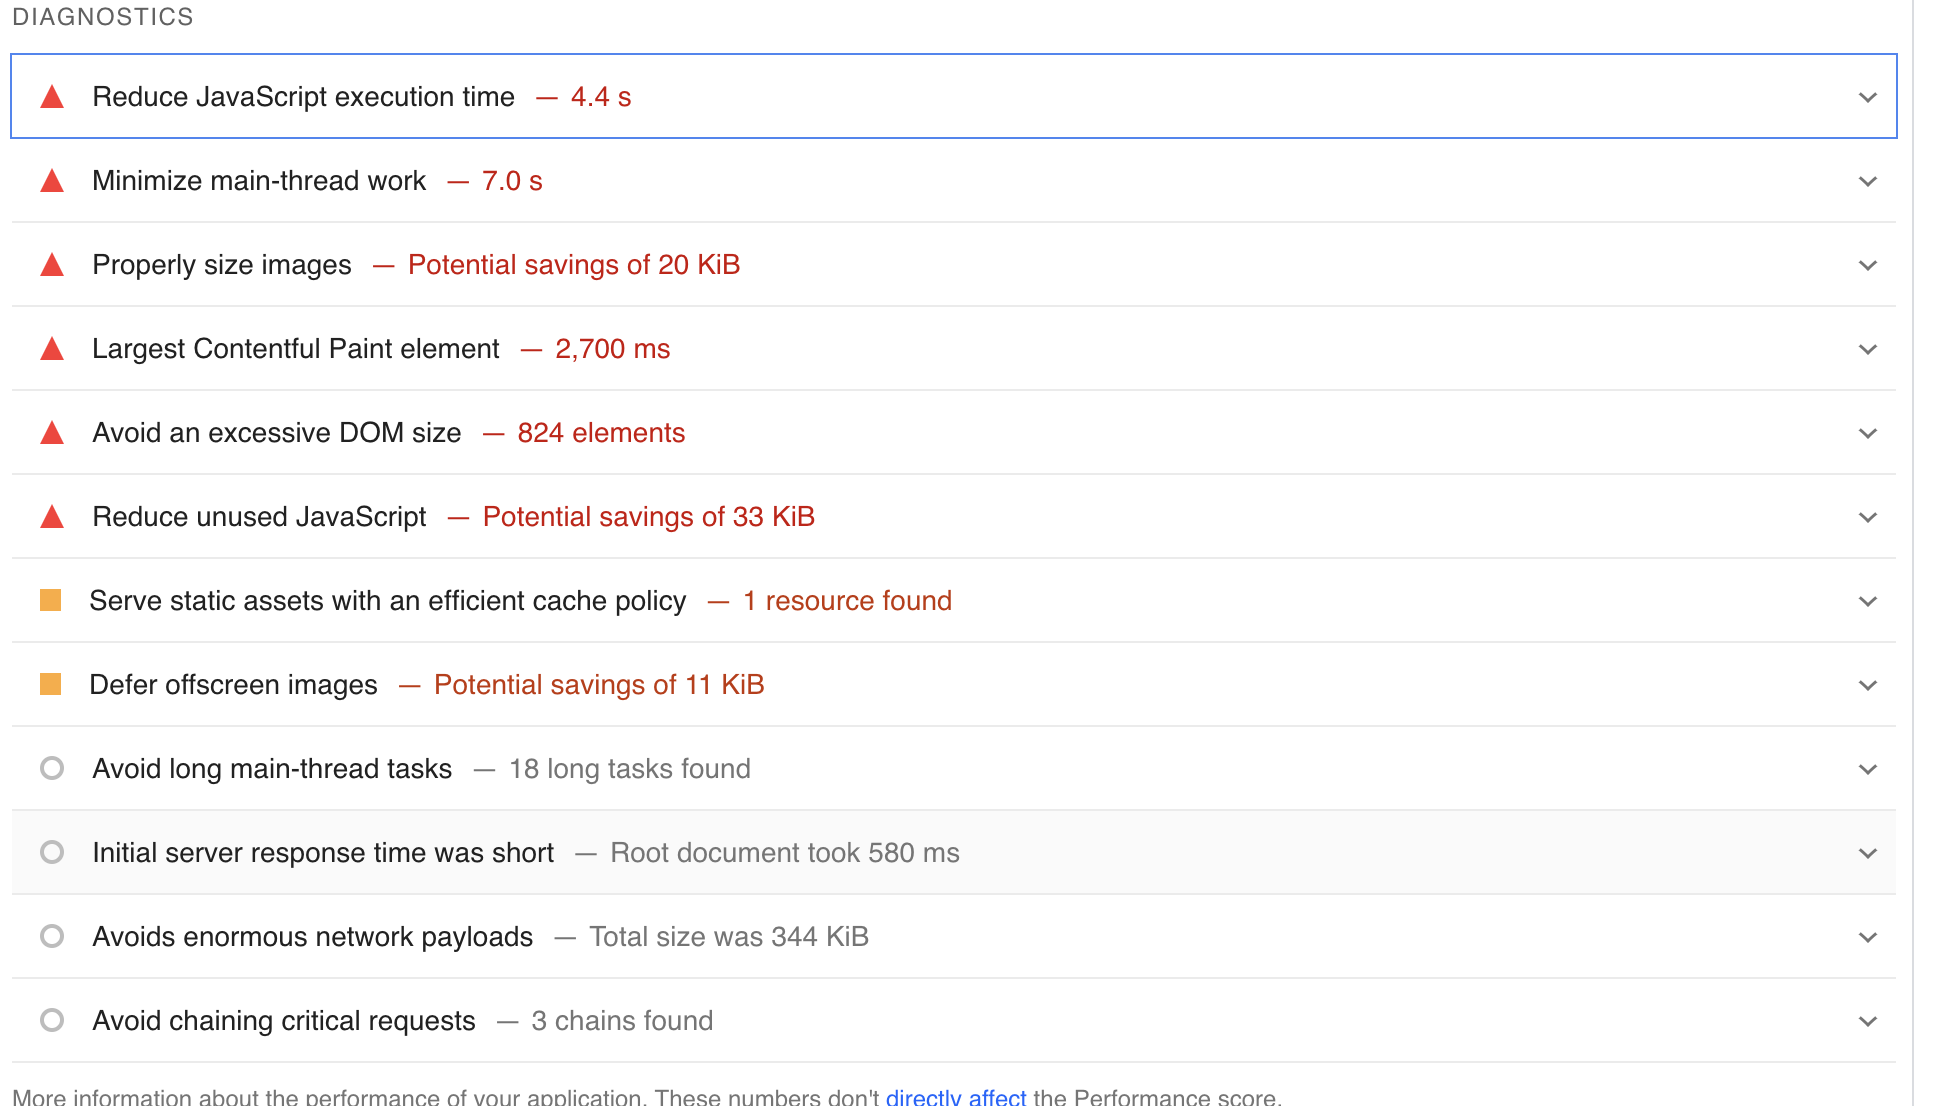 DIAGNOSTICS
Reduce JavaScript execution time — 4.4 s
Minimize main-thread work — 7.0 s
Properly size images — Potential savings of 20 KiB
Largest Contentful Paint element — 2,700 ms
Avoid an excessive DOM size — 824 elements
Reduce unused JavaScript — Potential savings of 33 KiB
Serve static assets with an efficient cache policy — 1 resource found
Defer offscreen images — Potential savings of 11 KiB
Avoid long main-thread tasks — 18 long tasks found
Initial server response time was short — Root document took 580 ms
Avoids enormous network payloads — Total size was 344 KiB
Avoid chaining critical requests — 3 chains found
More information about the performance of your application. These numbers don't directly affect the Performance score.